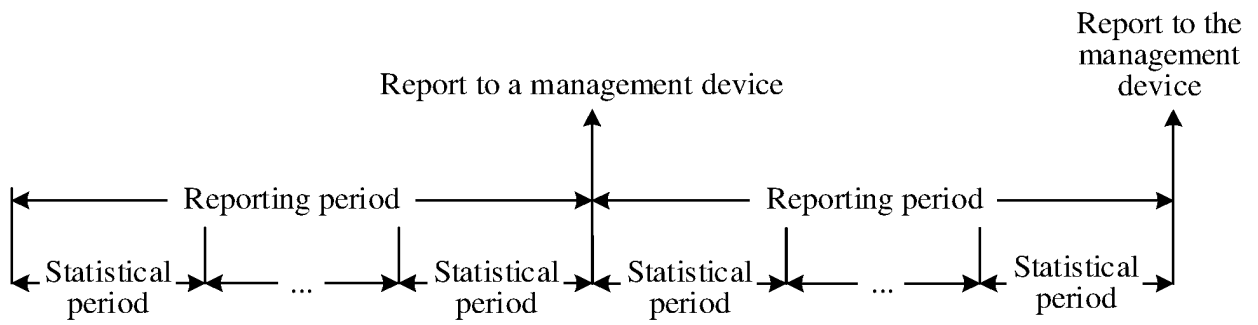 Report to the
management
device
Report to a management device
Reporting period
Reporting period
Statistical
period
...
Statistical
period
Statistical
period
...
Statistical
period